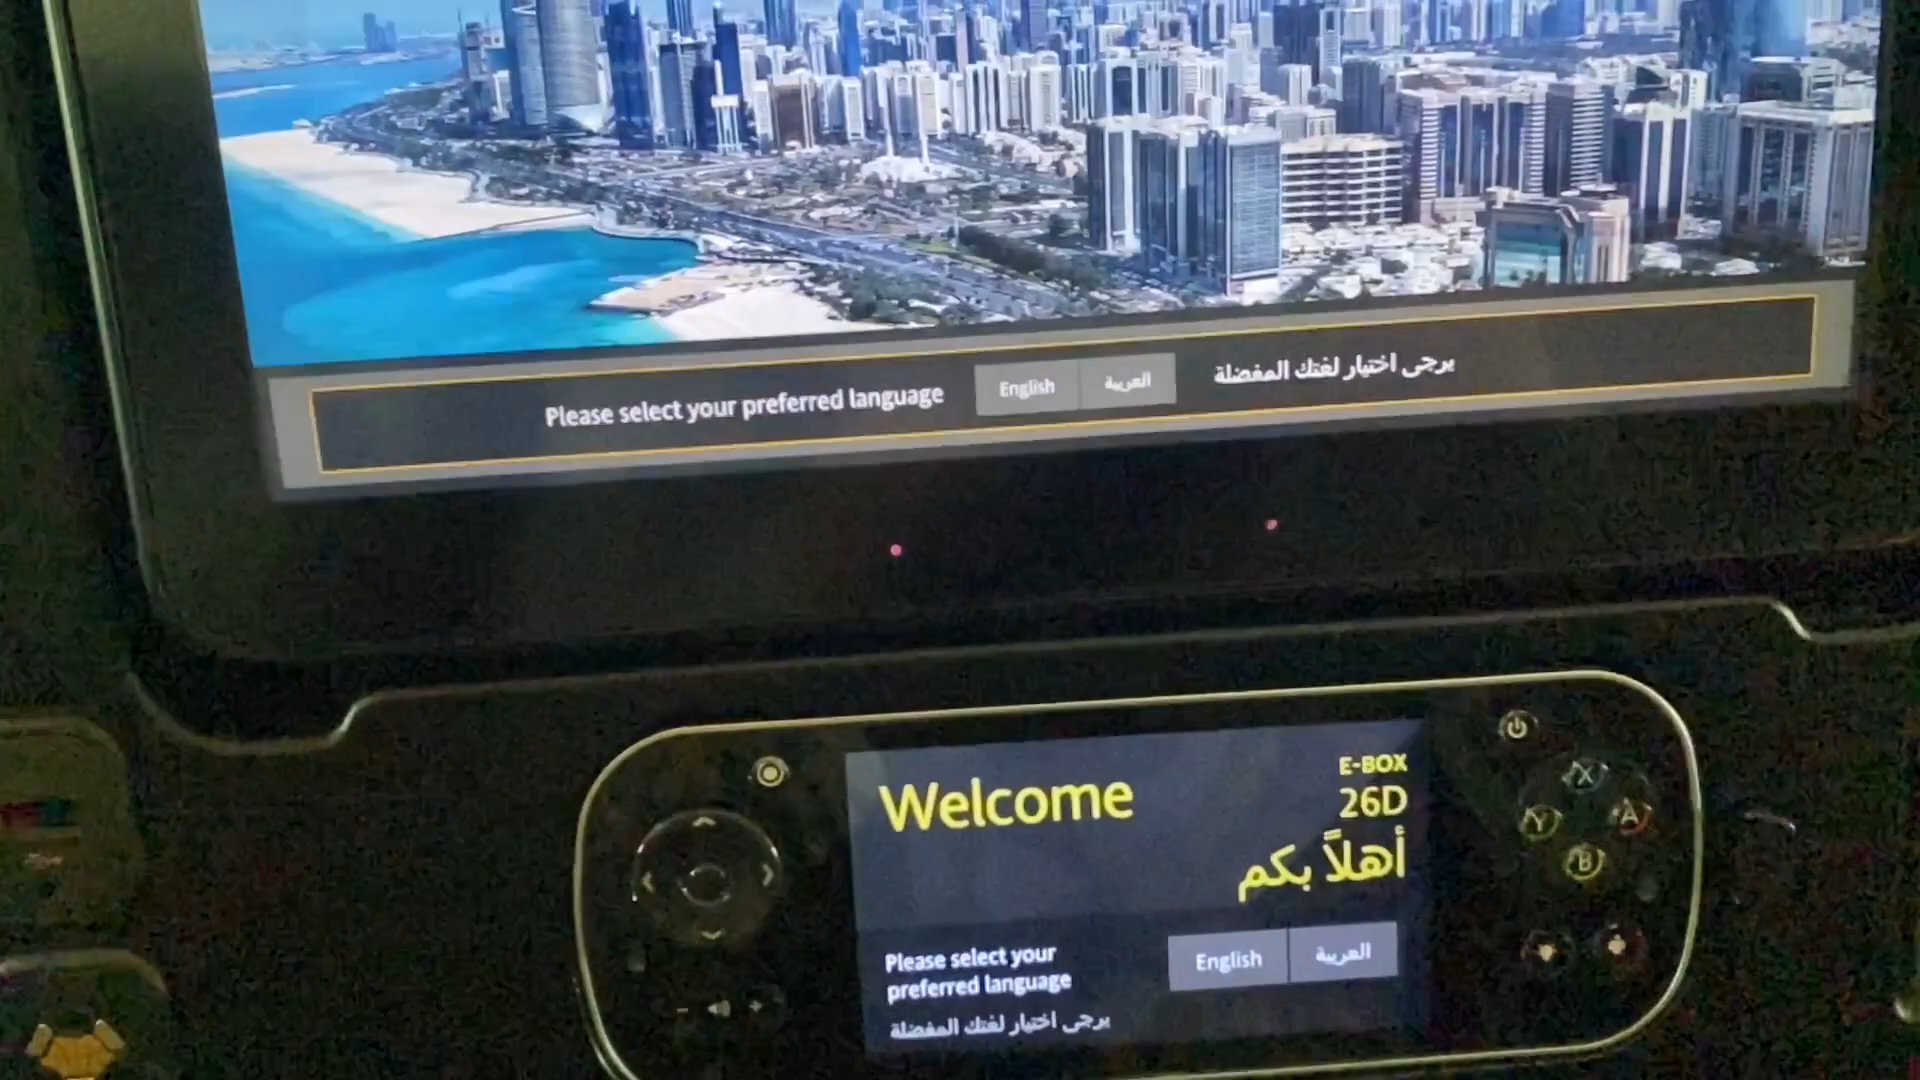 Please select your preferred language
English
العربية
يرجى اختيار لغتك المفضلة
Welcome
E-BOX
26D
أهلاً بكم
Please select your
preferred language
English
العربية
يرجى اختيار لغتك المفضلة
X
Y
A
B